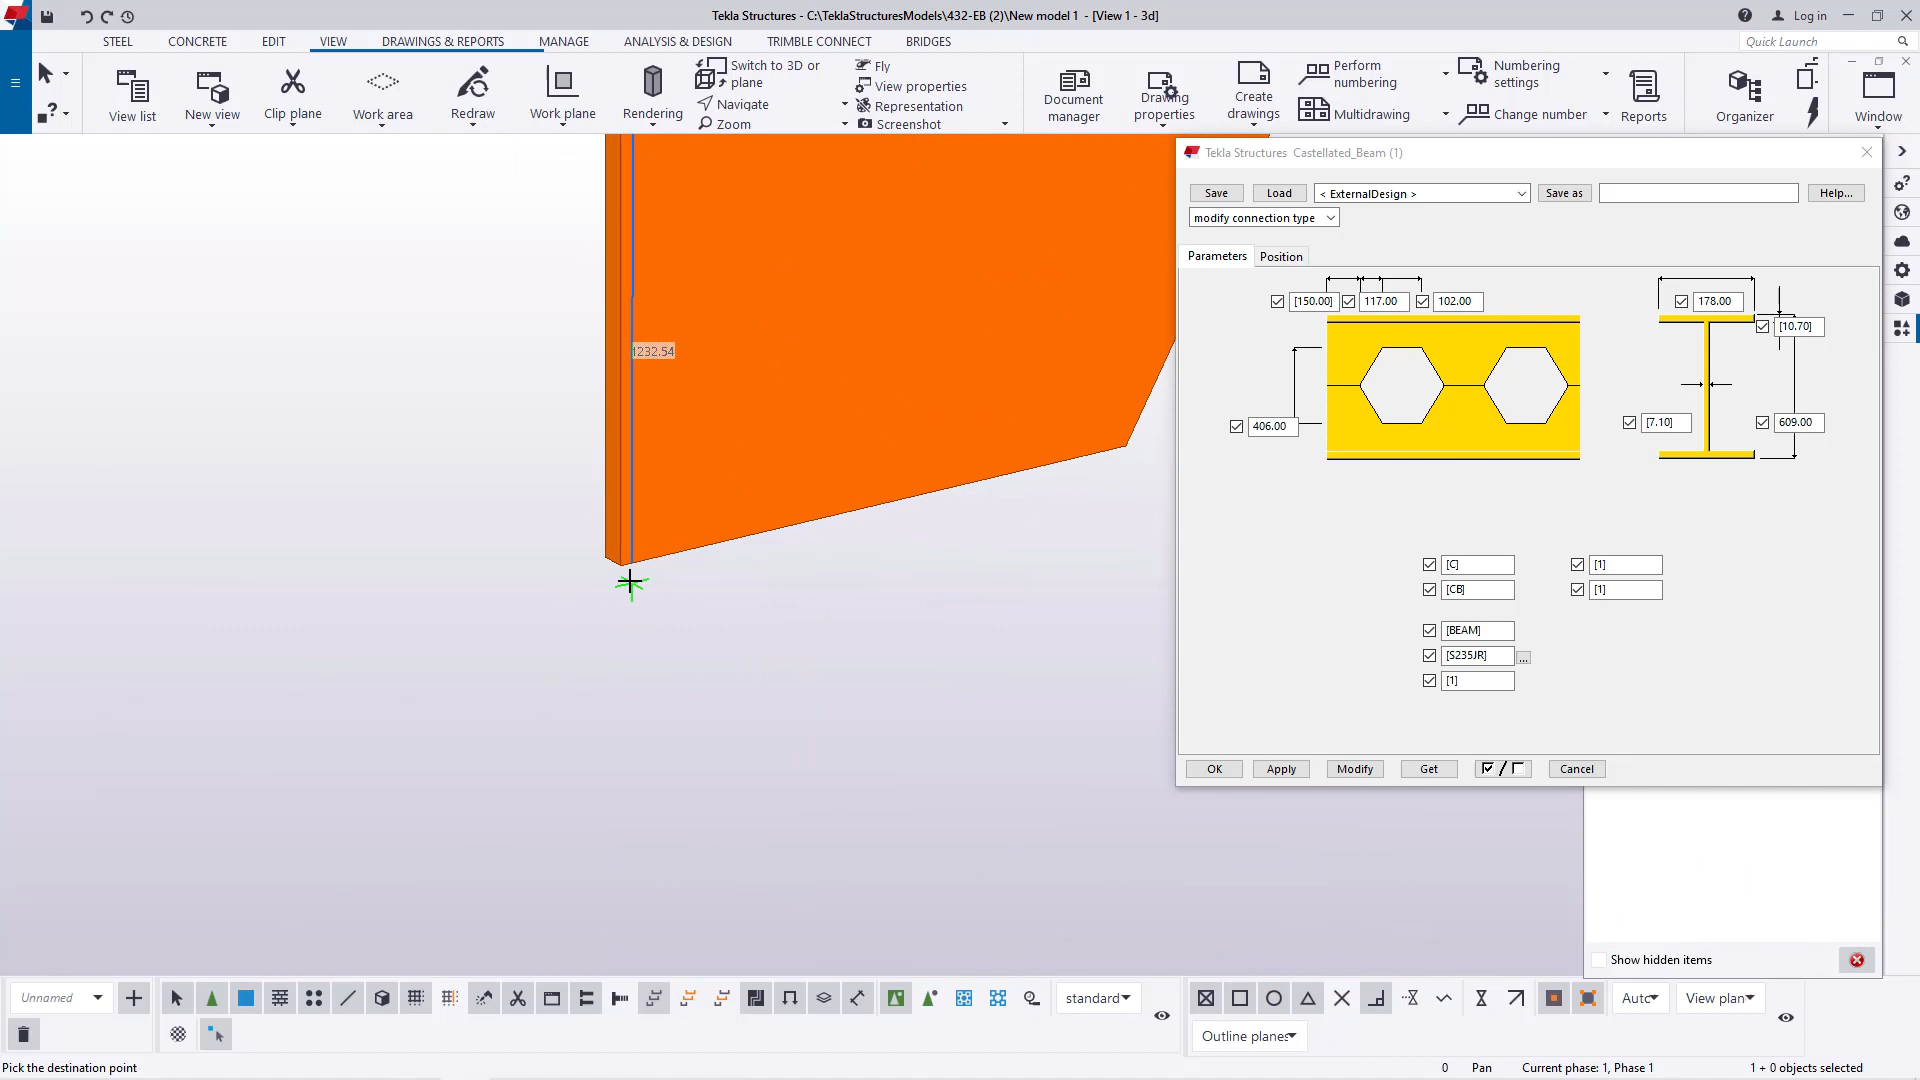 Tekla Structures - C:\TeklaStructuresModels\432-EB (2)\New model 1 - [View 1 - 3d]
Log in
STEEL
CONCRETE
EDIT
VIEW
DRAWINGS & REPORTS
MANAGE
ANALYSIS & DESIGN
TRIMBLE CONNECT
BRIDGES
Quick Launch
View list
New view
Clip plane
Work area
Redraw
Work plane
Rendering
Switch to 3D or
plane
Navigate
Zoom
Fly
View properties
Representation
Screenshot
Document
manager
Drawing
properties
Create
drawings
Perform
numbering
Multidrawing
Numbering
settings
Change number
Reports
Organizer
Window
1232.54
Tekla Structures Castellated_Beam (1)
Save
Load
< ExternalDesign >
Save as
Help...
modify connection type
Parameters
Position
[150.00]
117.00
102.00
178.00
[10.70]
406.00
[7.10]
609.00
[C]
[1]
[CB]
[1]
[BEAM]
[S235JR]
...
[1]
OK
Apply
Modify
Get
/
Cancel
Show hidden items
Unnamed
standard
Auto
View plan
Outline planes
Pick the destination point
0
Pan
Current phase: 1, Phase 1
1 + 0 objects selected